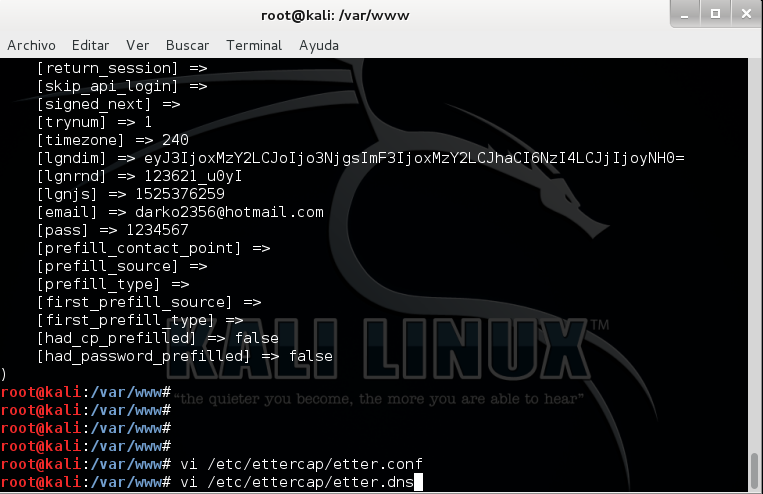 root@kali: /var/www
Archivo Editar Ver Buscar Terminal Ayuda
[return_session] =>
[skip_api_login] =>
[signed_next] =>
[trynum] => 1
[timezone] => 240
[lgndim] => eyJ3IjoxMzY2LCJoIjo3NjgsImF3IjoxMzY2LCJhaCI6NzI4LCJjIjoyNH0=
[lgnrnd] => 123621_u0yI
[lgnjs] => 1525376259
[email] => darko2356@hotmail.com
[pass] => 1234567
[prefill_contact_point] =>
[prefill_source] =>
[prefill_type] =>
[first_prefill_source] =>
[first_prefill_type] =>
[had_cp_prefilled] => false
[had_password_prefilled] => false
)
KALI LINUX™
root@kali:/var/www#
"the quieter you become, the more you are able to hear"
root@kali:/var/www#
root@kali:/var/www#
root@kali:/var/www#
root@kali:/var/www# vi /etc/ettercap/etter.conf
root@kali:/var/www# vi /etc/ettercap/etter.dns